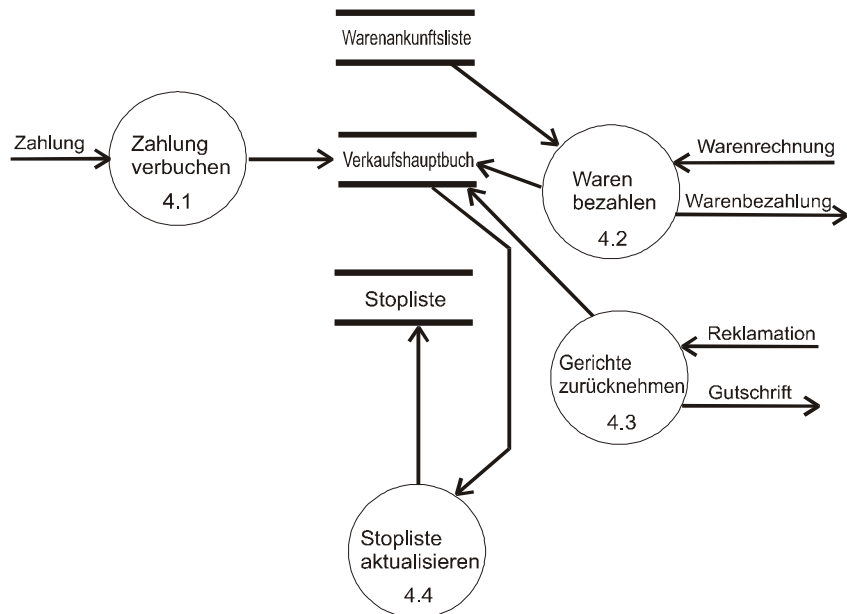 Warenankunftsliste
Zahlung
Zahlung
verbuchen
4.1
Verkaufshauptbuch
Waren
bezahlen
4.2
Warenrechnung
Warenbezahlung
Stopliste
Gerichte
zurücknehmen
4.3
Reklamation
Gutschrift
Stopliste
aktualisieren
4.4